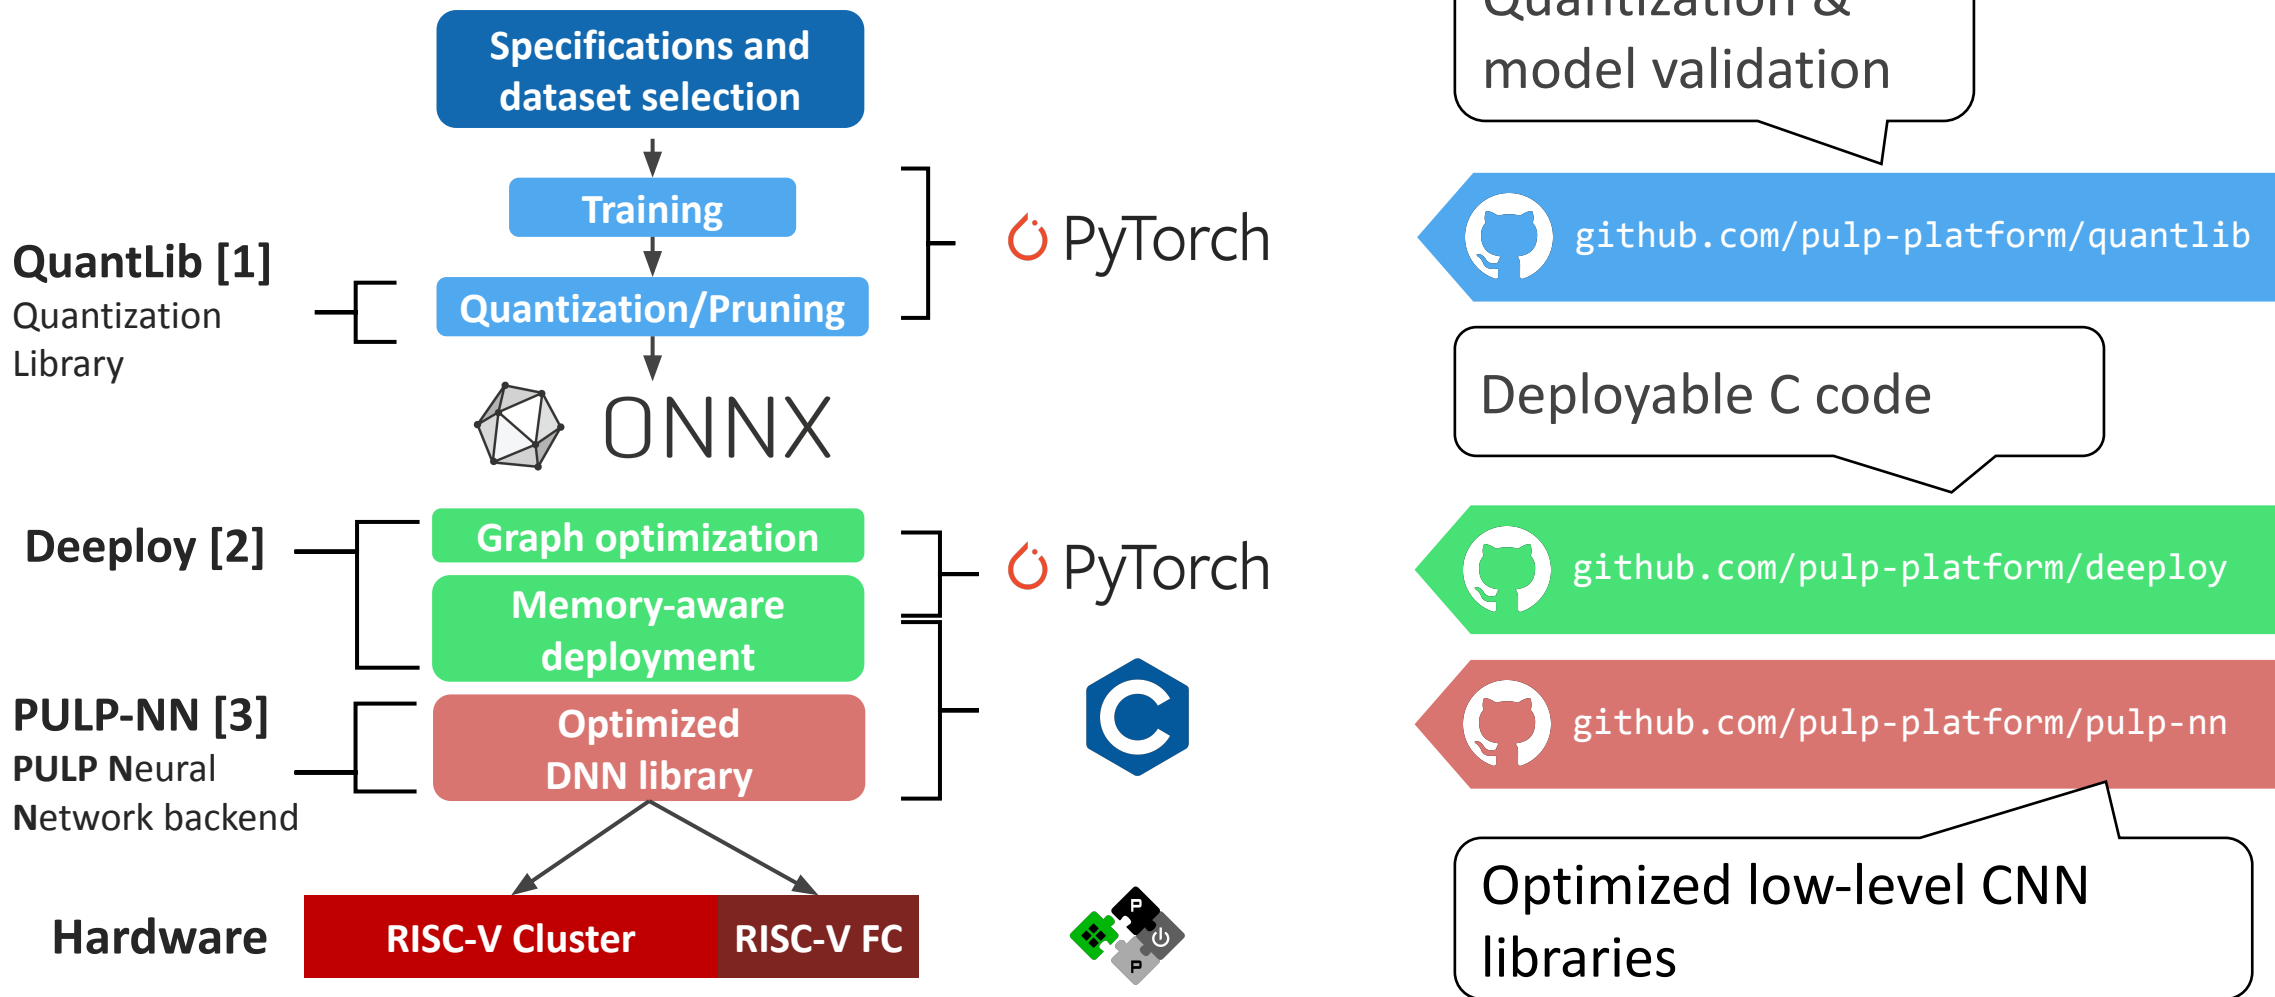 Specifications and
dataset selection
Training
Quantization/Pruning
QuantLib [1]
Quantization
Library
PyTorch
ONNX
Deeploy [2]
Graph optimization
Memory-aware
deployment
PyTorch
PULP-NN [3]
PULP Neural
Network backend
Optimized
DNN library
C
Hardware
RISC-V Cluster
RISC-V FC
P
P
Quantization &
model validation
github.com/pulp-platform/quantlib
Deployable C code
github.com/pulp-platform/deeploy
github.com/pulp-platform/pulp-nn
Optimized low-level CNN
libraries